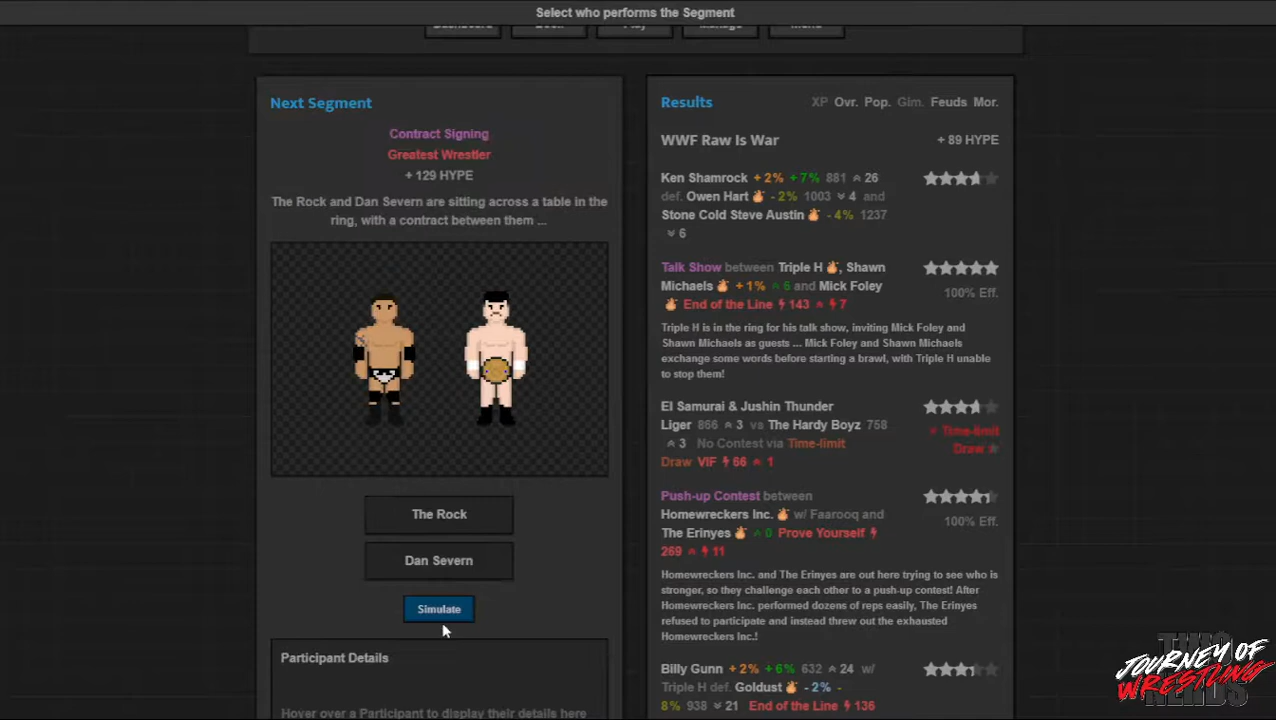 Select who performs the Segment
Next Segment
Contract Signing
Greatest Wrestler
+ 129 HYPE
The Rock and Dan Severn are sitting across a table in the
ring, with a contract between them ...
The Rock
Dan Severn
Simulate
Participant Details
Hover over a Participant to display their details here
Results
XP Ovr. Pop. Gim. Feuds Mor.
WWF Raw Is War + 89 HYPE
Ken Shamrock + 2% + 7% 881 26
def. Owen Hart - 2% 1003 4 and
Stone Cold Steve Austin - 4% 1237
6
Talk Show between Triple H, Shawn
Michaels + 1% 6 and Mick Foley
End of the Line 143 7
100% Eff.
Triple H is in the ring for his talk show, inviting Mick Foley and
Shawn Michaels as guests ... Mick Foley and Shawn Michaels
exchange some words before starting a brawl, with Triple H unable
to stop them!
El Samurai & Jushin Thunder
Liger 866 3 vs The Hardy Boyz 758
3 No Contest via Time-limit
Draw VIF 66 1
Time-limit
Draw
Push-up Contest between
Homewreckers Inc. w/ Faarooq and
The Erinyes 0 Prove Yourself
269 11
100% Eff.
Homewreckers Inc. and The Erinyes are out here trying to see who is
stronger, so they challenge each other to a push-up contest! After
Homewreckers Inc. performed dozens of reps easily, The Erinyes
refused to participate and instead threw out the exhausted
Homewreckers Inc.!
Billy Gunn + 2% + 6% 632 24 w/
Triple H def. Goldust - 2% -
8% 938 21 End of the Line 136
JOURNEY OF
WRESTLING